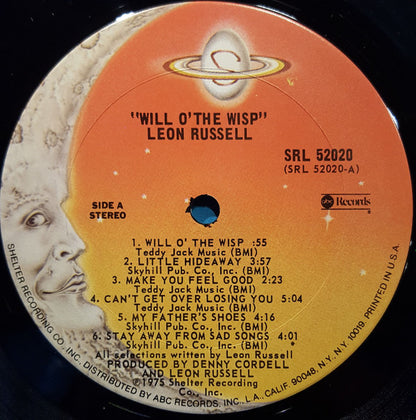 "WILL O' THE WISP"
LEON RUSSELL
SRL 52020
(SRL 52020-A)
abc Records
SIDE A
STEREO
1. WILL O' THE WISP :55
Teddy Jack Music (BMI)
2. LITTLE HIDEAWAY 3:57
Skyhill Pub. Co., Inc. (BMI)
3. MAKE YOU FEEL GOOD 2:23
Teddy Jack Music (BMI)
4. CAN'T GET OVER LOSING YOU 5:04
Teddy Jack Music (BMI)
5. MY FATHER'S SHOES 4:16
Skyhill Pub. Co., Inc. (BMI)
6. STAY AWAY FROM SAD SONGS 4:01
Skyhill Pub. Co., Inc. (BMI)
All selections written by Leon Russell
PRODUCED BY DENNY CORDELL
AND LEON RUSSELL
©1975 Shelter Recording
Co., Inc.
SHELTER RECORDING CO., INC. DISTRIBUTED BY ABC RECORDS, INC., L.A., CALIF. 90048, N.Y., N.Y. 10019 PRINTED IN U.S.A.